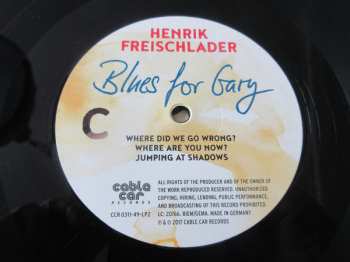 HENRIK
FREISCHLADER
Blues for Gary
C
WHERE DID WE GO WRONG?
WHERE ARE YOU NOW?
JUMPING AT SHADOWS
cable
car
RECORDS
CCR 0311-49-LP2
ALL RIGHTS OF THE PRODUCER AND OF THE OWNER OF
THE WORK REPRODUCED RESERVED. UNAUTHORIZED
COPYING, HIRING, LENDING, PUBLIC PERFORMANCE,
AND BROADCASTING OF THIS RECORD PROHIBITED.
LC: 20766. BIEM/GEMA. MADE IN GERMANY
℗ & © 2017 CABLE CAR RECORDS